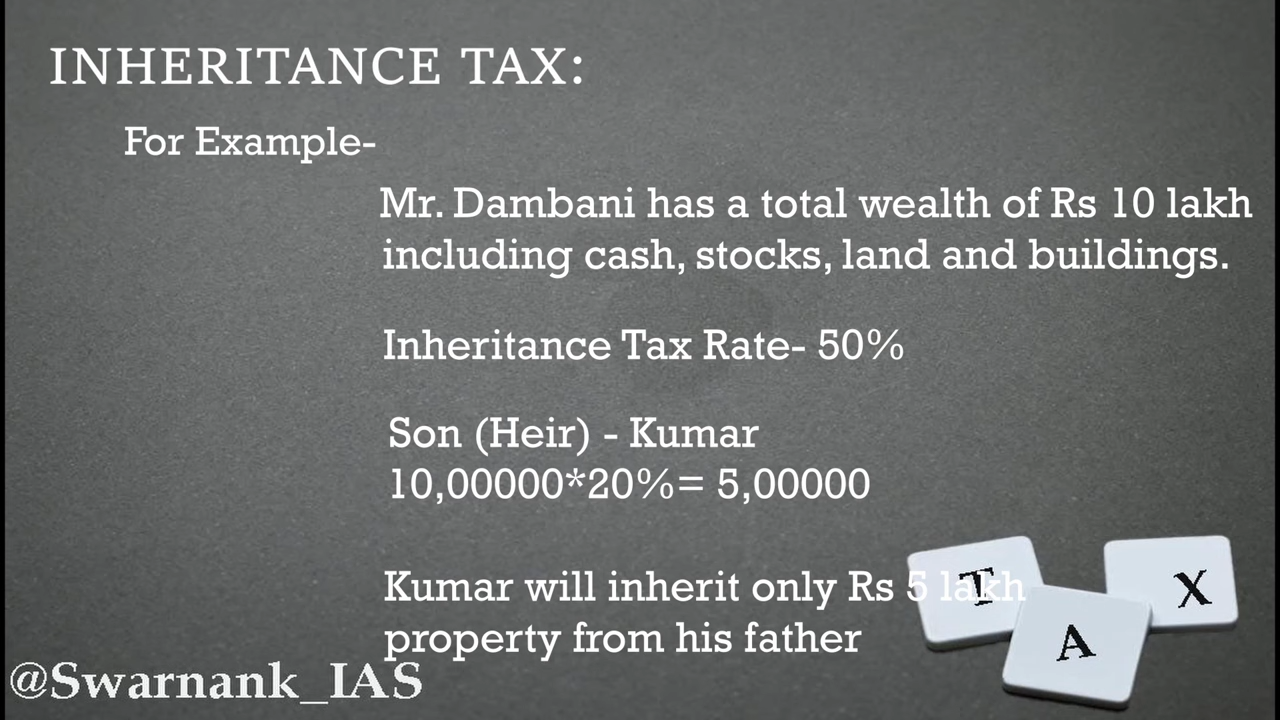 INHERITANCE TAX:
For Example-
Mr. Dambani has a total wealth of Rs 10 lakh
including cash, stocks, land and buildings.
Inheritance Tax Rate- 50%
Son (Heir) - Kumar
10,00000*20%= 5,00000
Kumar will inherit only Rs 5 lakh
property from his father
T A X
@Swarnank_IAS